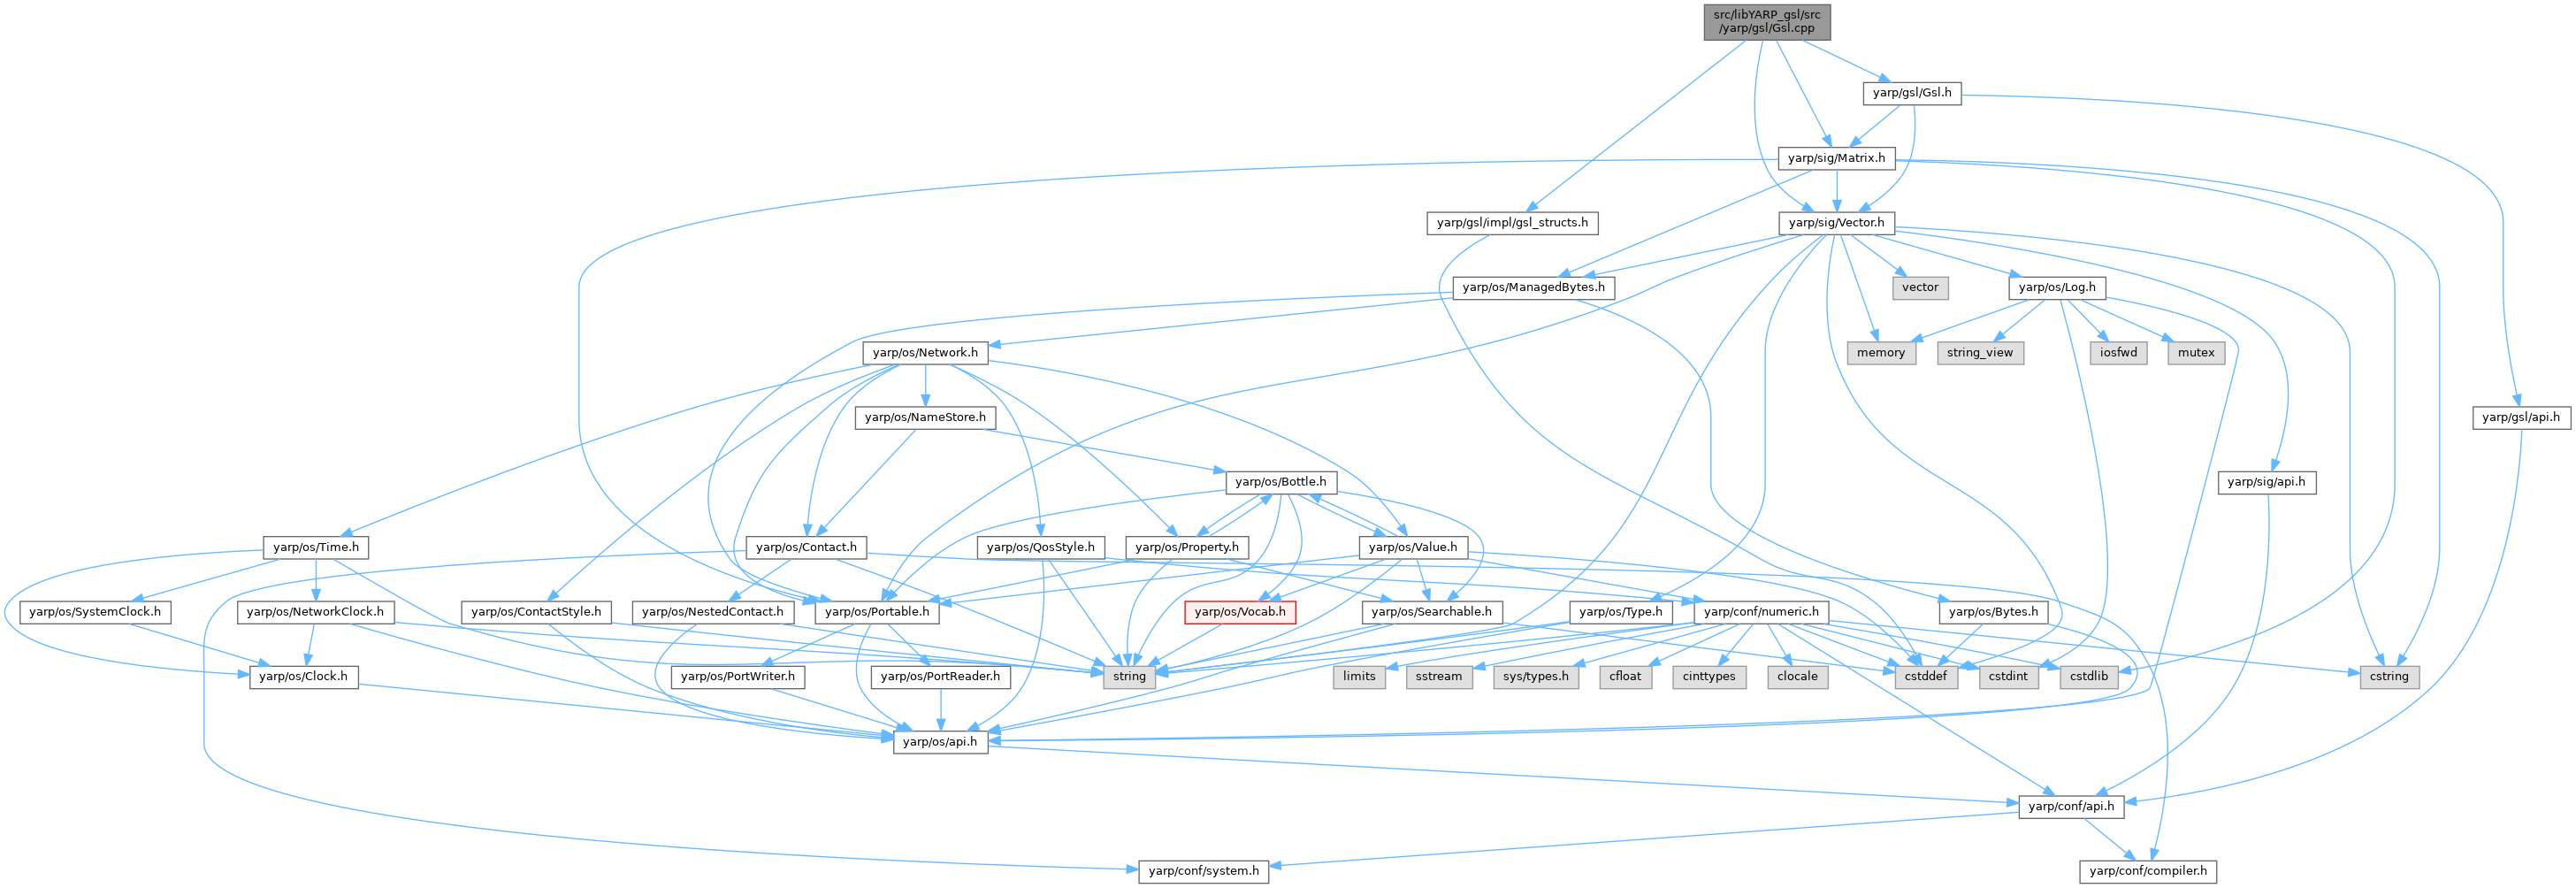 src/libYARP_gsl/src
/yarp/gsl/Gsl.cpp
yarp/gsl/Gsl.h
yarp/sig/Matrix.h
yarp/gsl/impl/gsl_structs.h
yarp/sig/Vector.h
yarp/os/ManagedBytes.h
vector
yarp/os/Log.h
yarp/os/Network.h
memory
string_view
iosfwd
mutex
yarp/os/NameStore.h
yarp/gsl/api.h
yarp/os/Bottle.h
yarp/sig/api.h
yarp/os/Time.h
yarp/os/Contact.h
yarp/os/QosStyle.h
yarp/os/Property.h
yarp/os/Value.h
yarp/os/SystemClock.h
yarp/os/NetworkClock.h
yarp/os/ContactStyle.h
yarp/os/NestedContact.h
yarp/os/Portable.h
yarp/os/Vocab.h
yarp/os/Searchable.h
yarp/os/Type.h
yarp/conf/numeric.h
yarp/os/Bytes.h
yarp/os/Clock.h
yarp/os/PortWriter.h
yarp/os/PortReader.h
string
limits
sstream
sys/types.h
cfloat
cinttypes
clocale
cstddef
cstdint
cstdlib
cstring
yarp/os/api.h
yarp/conf/api.h
yarp/conf/system.h
yarp/conf/compiler.h